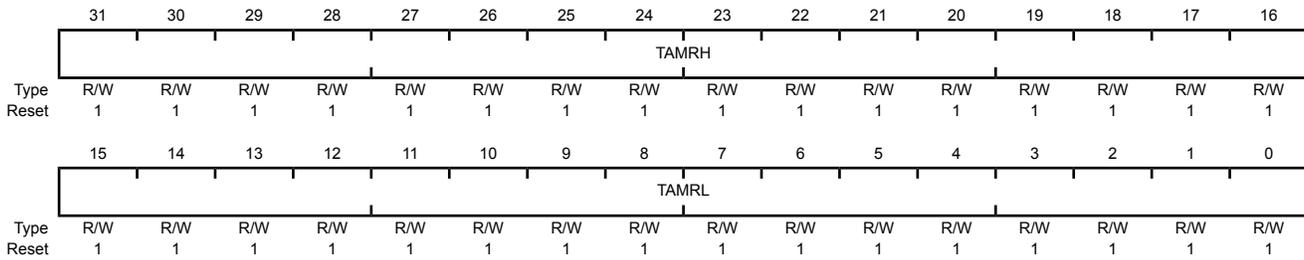 31 30 29 28 27 26 25 24 23 22 21 20 19 18 17 16
TAMRH
Type R/W R/W R/W R/W R/W R/W R/W R/W R/W R/W R/W R/W R/W R/W R/W R/W
Reset 1 1 1 1 1 1 1 1 1 1 1 1 1 1 1 1
15 14 13 12 11 10 9 8 7 6 5 4 3 2 1 0
TAMRL
Type R/W R/W R/W R/W R/W R/W R/W R/W R/W R/W R/W R/W R/W R/W R/W R/W
Reset 1 1 1 1 1 1 1 1 1 1 1 1 1 1 1 1